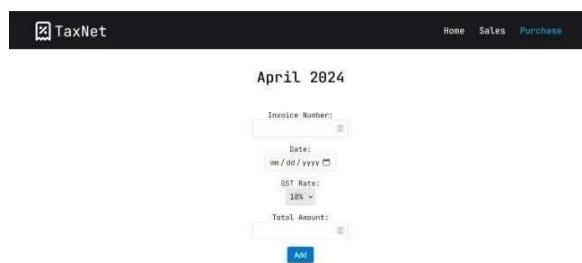 TaxNet
Home Sales Purchase
April 2024
Invoice Number:
Date:
mm/dd/yyyy
GST Rate:
18%
Total Amount:
Add